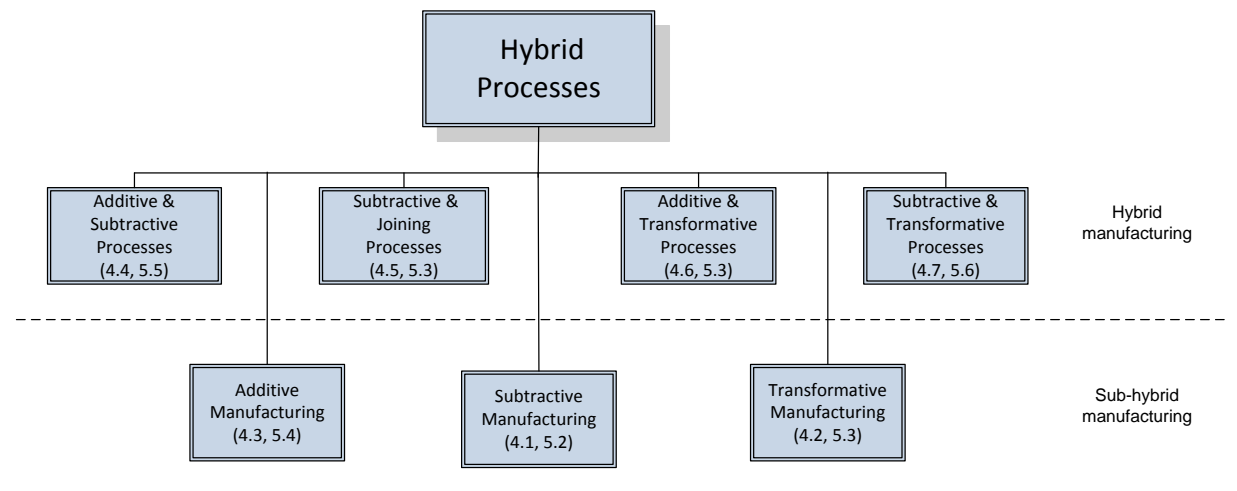 Hybrid
Processes
Additive &
Subtractive
Processes
(4.4, 5.5)
Subtractive &
Joining
Processes
(4.5, 5.3)
Additive &
Transformative
Processes
(4.6, 5.3)
Subtractive &
Transformative
Processes
(4.7, 5.6)
Hybrid
manufacturing
Additive
Manufacturing
(4.3, 5.4)
Subtractive
Manufacturing
(4.1, 5.2)
Transformative
Manufacturing
(4.2, 5.3)
Sub-hybrid
manufacturing